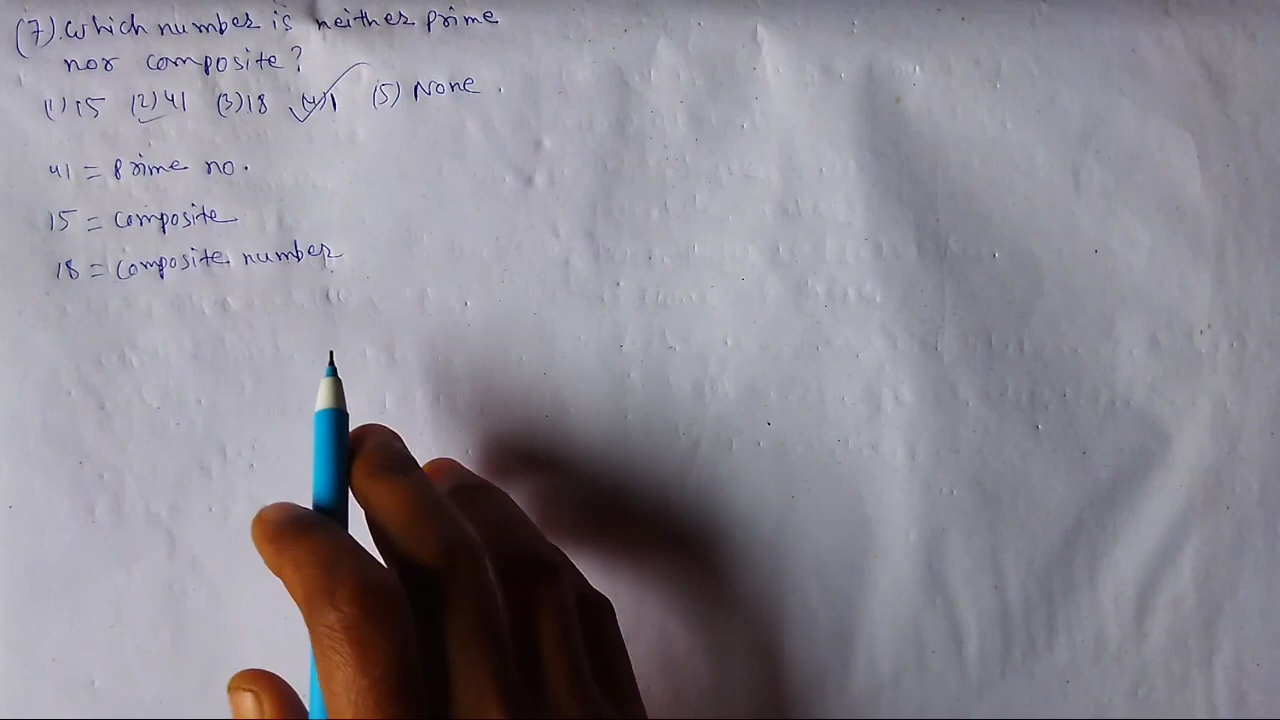 (7). Which number is neither prime
nor composite?
(1) 15 (2) 41 (3) 18 (4) 1 (5) None.
41 = Prime no.
15 = Composite
18 = Composite number